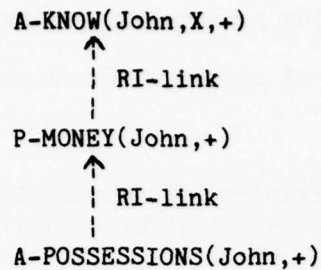 A-KNOW(John,X,+)
RI-link
P-MONEY(John,+)
RI-link
A-POSSESSIONS(John,+)